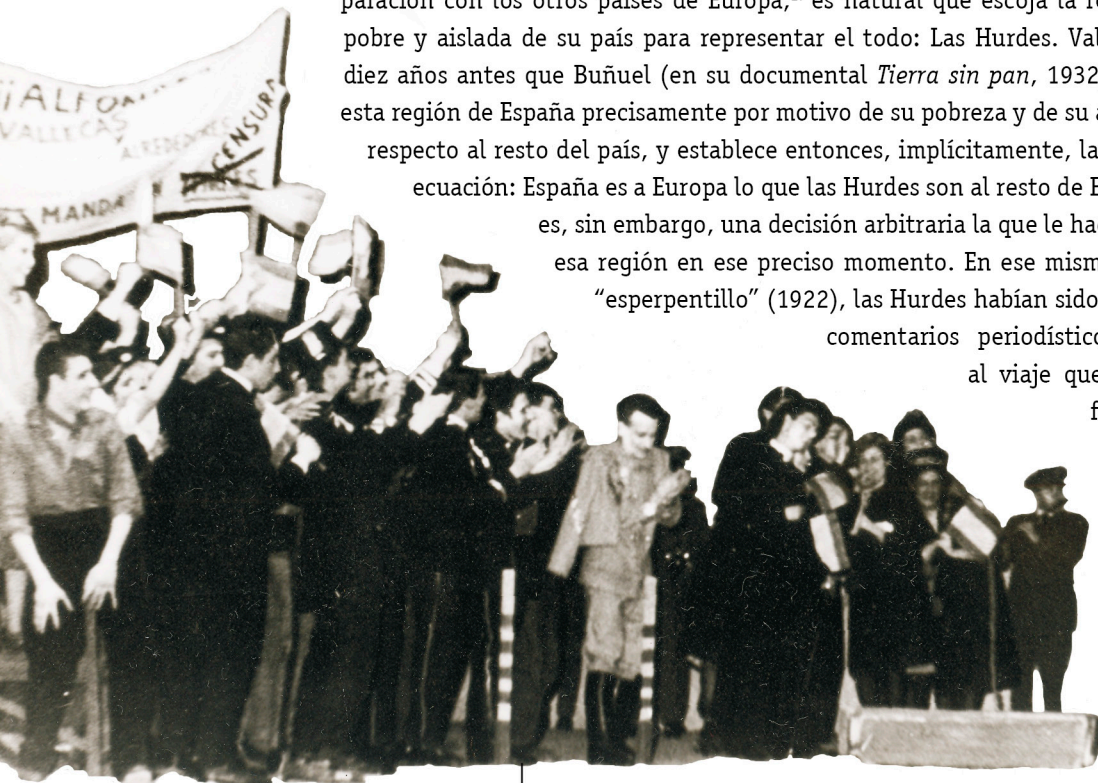 paración con los otros países de Europa, es natural que escoja la
pobre y aislada de su país para representar el todo: Las Hurdes.
diez años antes que Buñuel (en su documental Tierra sin pan, 1932
esta región de España precisamente por motivo de su pobreza y de su
respecto al resto del país, y establece entonces, implícitamente, la
ecuación: España es a Europa lo que las Hurdes son al resto de
es, sin embargo, una decisión arbitraria la que le
esa región en ese preciso momento. En ese
“esperpentillo” (1922), las Hurdes habían sido
comentarios
al viaje que
VALLECAS
Y
ALREDEDORES
CENSURA
MANDA